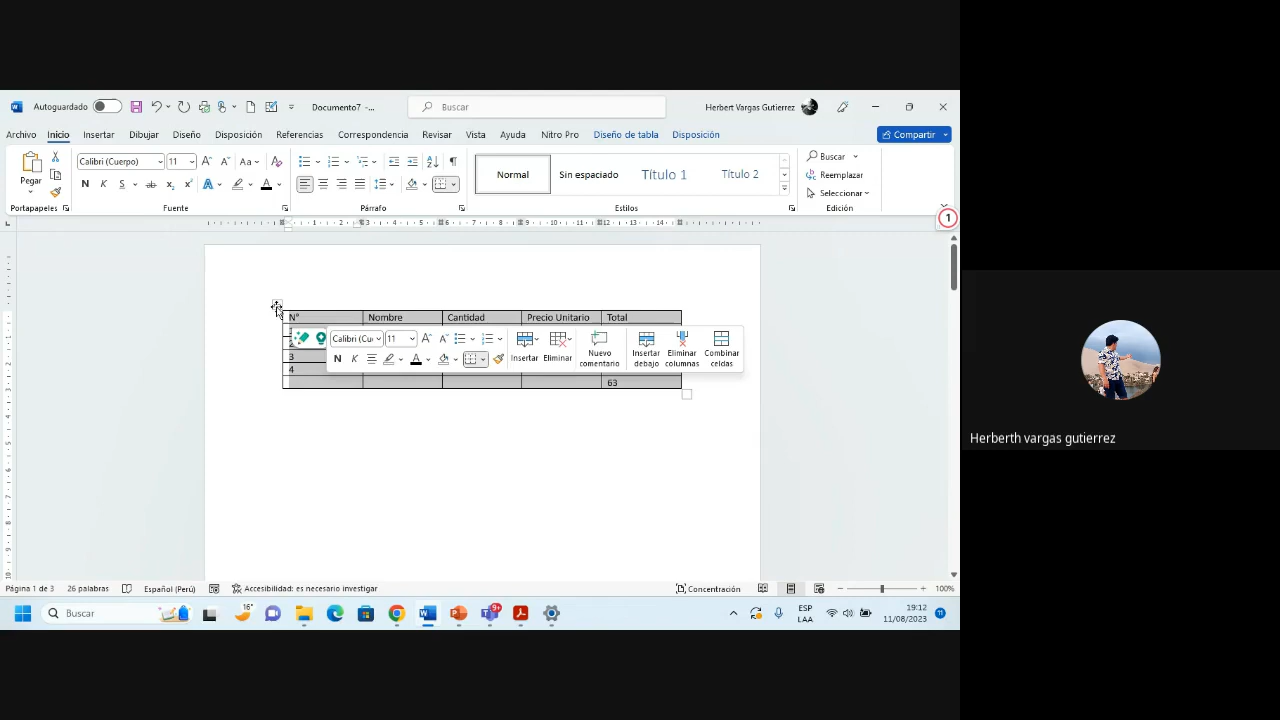 Autoguardado
Documento7 -...
Buscar
Herbert Vargas Gutierrez
Archivo Inicio Insertar Dibujar Diseño Disposición Referencias Correspondencia Revisar Vista Ayuda Nitro Pro Diseño de tabla Disposición
Compartir
Pegar
Calibri (Cuerpo) 11
Normal
Sin espaciado
Título 1
Título 2
Buscar
Reemplazar
Seleccionar
Portapapeles Fuente Párrafo Estilos Edición
1
N° Nombre Cantidad Precio Unitario Total
Calibri (Cu 11
Insertar Eliminar
Nuevo comentario
Insertar debajo
Eliminar columnas
Combinar celdas
3
4
63
Página 1 de 3 26 palabras Español (Perú) Accesibilidad: es necesario investigar Concentración 100%
Buscar
16°
9+
ESP
LAA
19:12
11/08/2023
Herberth vargas gutierrez